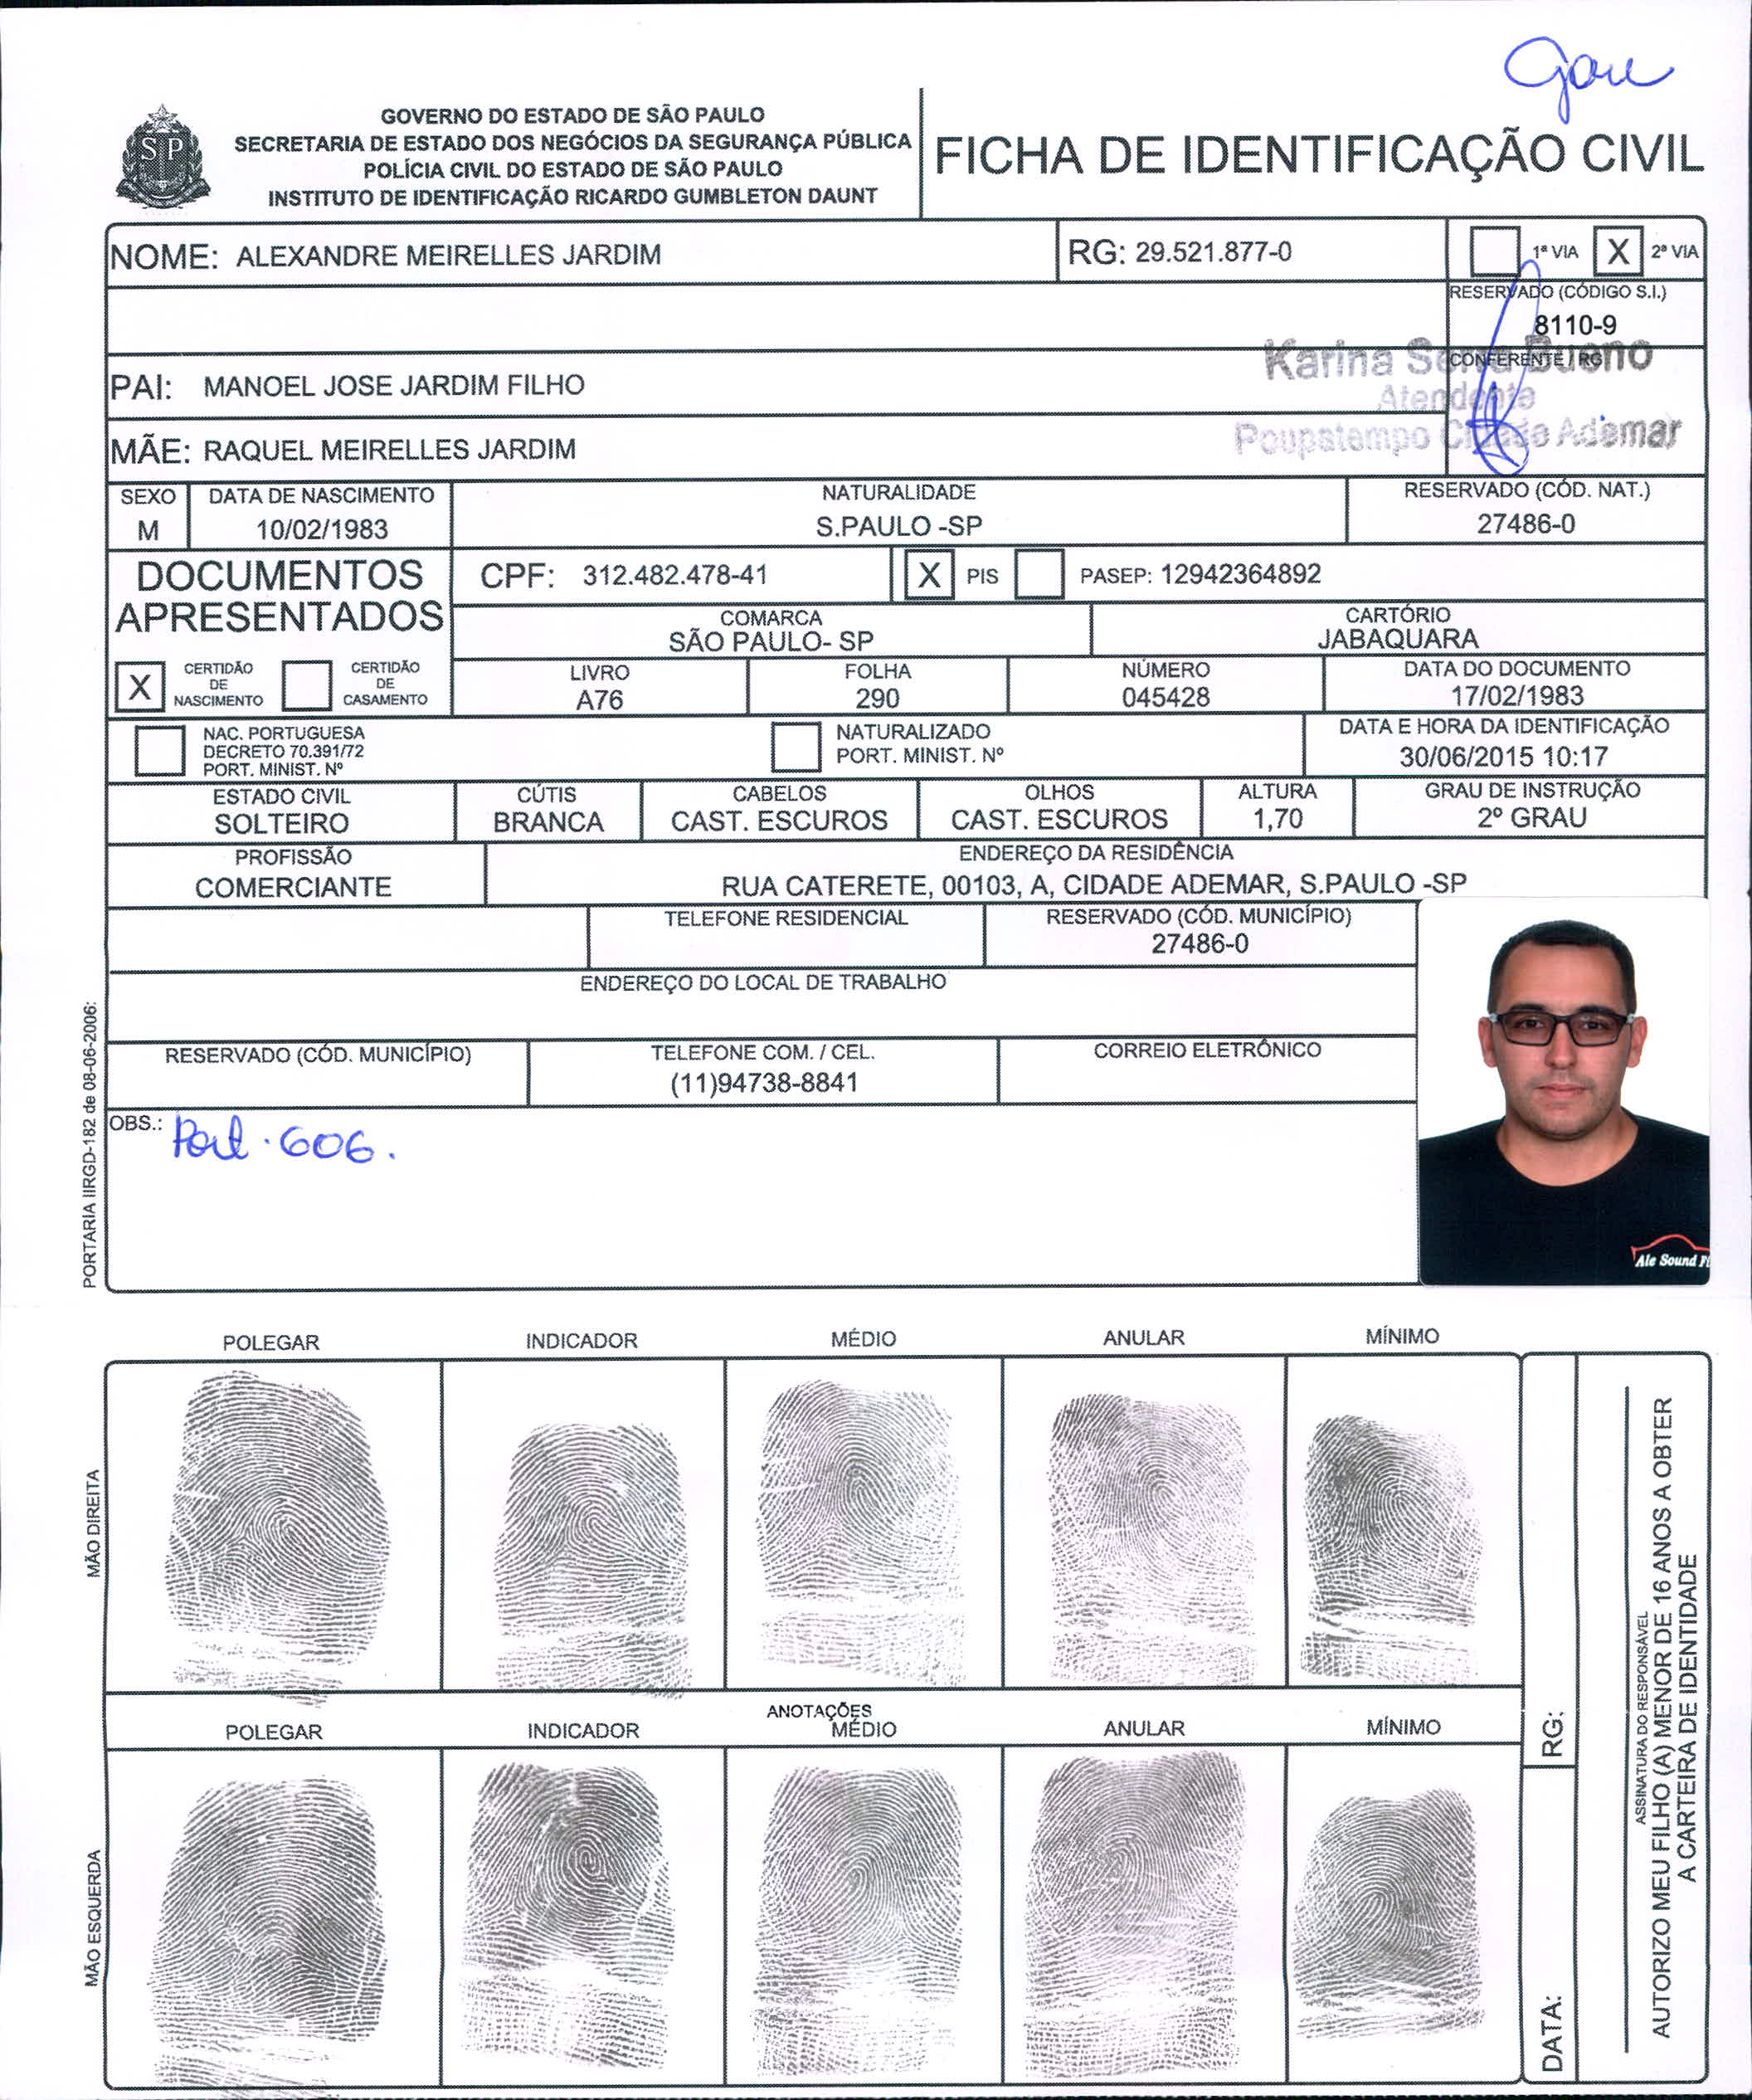 GOVERNO DO ESTADO DE SÃO PAULO
SECRETARIA DE ESTADO DOS NEGÓCIOS DA SEGURANÇA PÚBLICA
POLÍCIA CIVIL DO ESTADO DE SÃO PAULO
INSTITUTO DE IDENTIFICAÇÃO RICARDO GUMBLETON DAUNT
SP
FICHA DE IDENTIFICAÇÃO CIVIL
NOME: ALEXANDRE MEIRELLES JARDIM
RG: 29.521.877-0
1ª VIA X 2ª VIA
RESERVADO (CÓDIGO S.I.)
8110-9
CONFERENTE / RG
Karina Serra Bueno
Atendente
Poupatempo Cidade Ademar
PAI: MANOEL JOSE JARDIM FILHO
MÃE: RAQUEL MEIRELLES JARDIM
SEXO
M
DATA DE NASCIMENTO
10/02/1983
NATURALIDADE
S.PAULO -SP
RESERVADO (CÓD. NAT.)
27486-0
DOCUMENTOS
APRESENTADOS
CPF: 312.482.478-41
X PIS
PASEP: 12942364892
COMARCA
SÃO PAULO- SP
CARTÓRIO
JABAQUARA
X CERTIDÃO
DE
NASCIMENTO
CERTIDÃO
DE
CASAMENTO
LIVRO
A76
FOLHA
290
NÚMERO
045428
DATA DO DOCUMENTO
17/02/1983
NAC. PORTUGUESA
DECRETO 70.391/72
PORT. MINIST. Nº
NATURALIZADO
PORT. MINIST. Nº
DATA E HORA DA IDENTIFICAÇÃO
30/06/2015 10:17
ESTADO CIVIL
SOLTEIRO
CÚTIS
BRANCA
CABELOS
CAST. ESCUROS
OLHOS
CAST. ESCUROS
ALTURA
1,70
GRAU DE INSTRUÇÃO
2º GRAU
PROFISSÃO
COMERCIANTE
ENDEREÇO DA RESIDÊNCIA
RUA CATERETE, 00103, A, CIDADE ADEMAR, S.PAULO -SP
TELEFONE RESIDENCIAL
RESERVADO (CÓD. MUNICÍPIO)
27486-0
ENDEREÇO DO LOCAL DE TRABALHO
RESERVADO (CÓD. MUNICÍPIO)
TELEFONE COM. / CEL.
(11)94738-8841
CORREIO ELETRÔNICO
OBS.: 606.
Ale Sound
PORTARIA IIRGD-182 de 08-06-2006:
POLEGAR INDICADOR MÉDIO ANULAR MÍNIMO
MÃO DIREITA
ANOTAÇÕES
POLEGAR INDICADOR MÉDIO ANULAR MÍNIMO
MÃO ESQUERDA
RG:
DATA:
ASSINATURA DO RESPONSÁVEL
AUTORIZO MEU FILHO (A) MENOR DE 16 ANOS A OBTER
A CARTEIRA DE IDENTIDADE